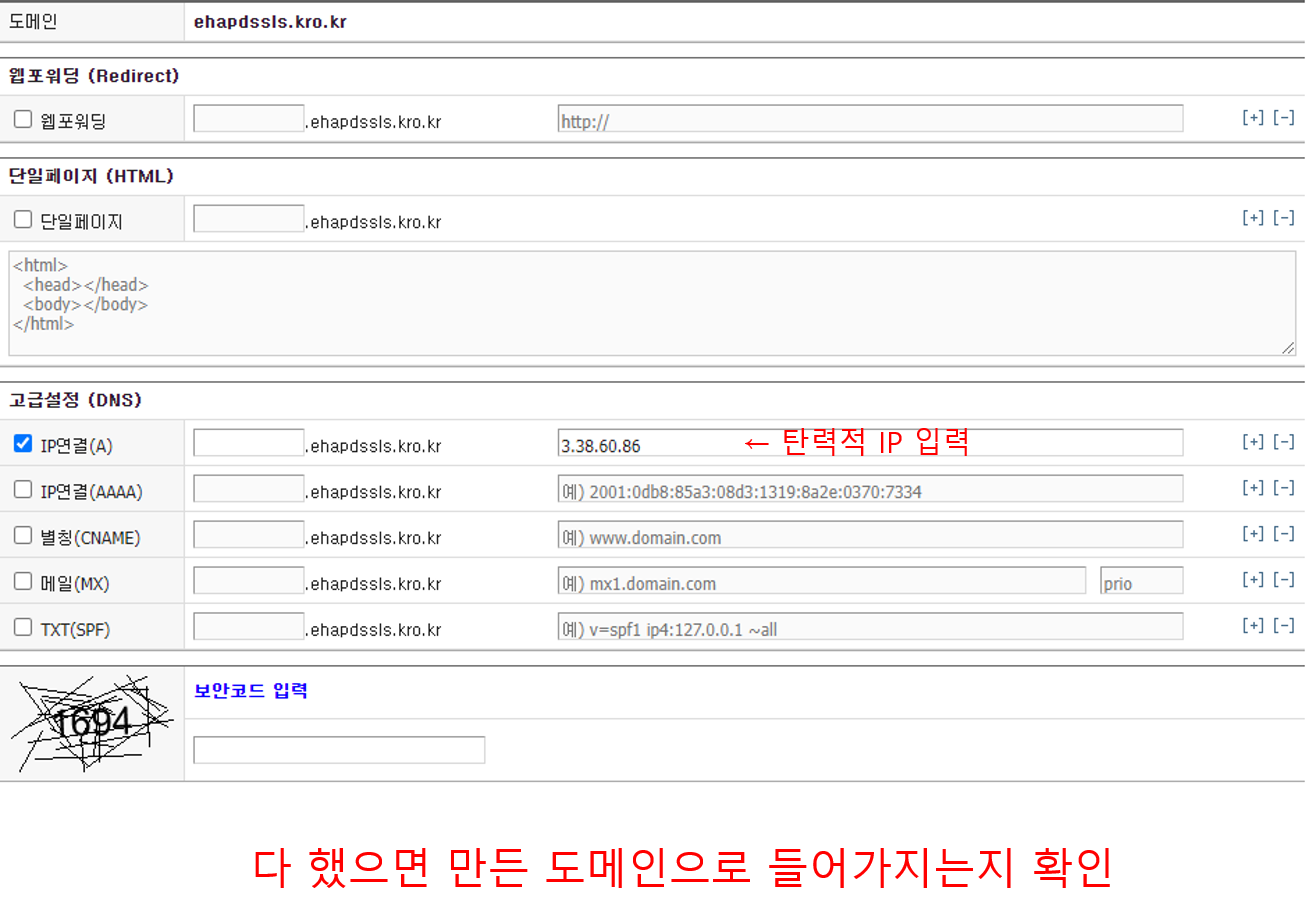 도메인 ehapdssls.kro.kr
웹포워딩 (Redirect)
웹포워딩 .ehapdssls.kro.kr http:// [+] [-]
단일페이지 (HTML)
단일페이지 .ehapdssls.kro.kr [+] [-]
<html>
<head></head>
<body></body>
</html>
고급설정 (DNS)
IP연결(A) .ehapdssls.kro.kr 3.38.60.86 ← 탄력적 IP 입력 [+] [-]
IP연결(AAAA) .ehapdssls.kro.kr 예) 2001:0db8:85a3:08d3:1319:8a2e:0370:7334 [+] [-]
별칭(CNAME) .ehapdssls.kro.kr 예) www.domain.com [+] [-]
메일(MX) .ehapdssls.kro.kr 예) mx1.domain.com prio [+] [-]
TXT(SPF) .ehapdssls.kro.kr 예) v=spf1 ip4:127.0.0.1 ~all [+] [-]
보안코드 입력
1694
다 했으면 만든 도메인으로 들어가지는지 확인